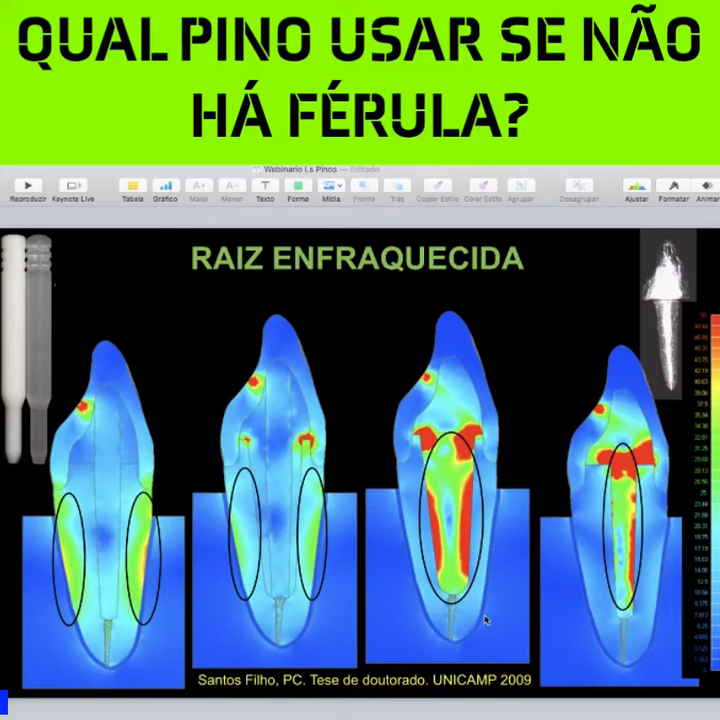 QUAL PINO USAR SE NÃO
HÁ FÉRULA?
Webinario I.s Pinos — Editado
Reproduzir Keynote Live Tabela Gráfico Maior Menor Texto Forma Mídia Frente Trás Copiar Estilo Colar Estilo Agrupar Desagrupar Ajustar Formatar Animar
RAIZ ENFRAQUECIDA
Santos Filho, PC. Tese de doutorado. UNICAMP 2009